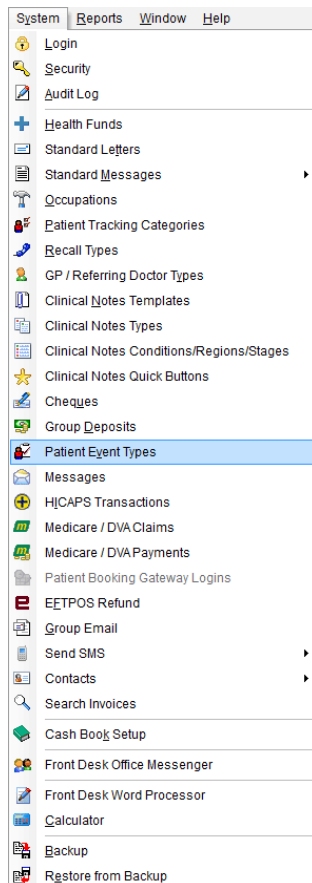 System Reports Window Help
Login
Security
Audit Log
Health Funds
Standard Letters
Standard Messages
Occupations
Patient Tracking Categories
Recall Types
GP / Referring Doctor Types
Clinical Notes Templates
Clinical Notes Types
Clinical Notes Conditions/Regions/Stages
Clinical Notes Quick Buttons
Cheques
Group Deposits
Patient Event Types
Messages
HICAPS Transactions
Medicare / DVA Claims
Medicare / DVA Payments
Patient Booking Gateway Logins
EFTPOS Refund
Group Email
Send SMS
Contacts
Search Invoices
Cash Book Setup
Front Desk Office Messenger
Front Desk Word Processor
Calculator
Backup
Restore from Backup